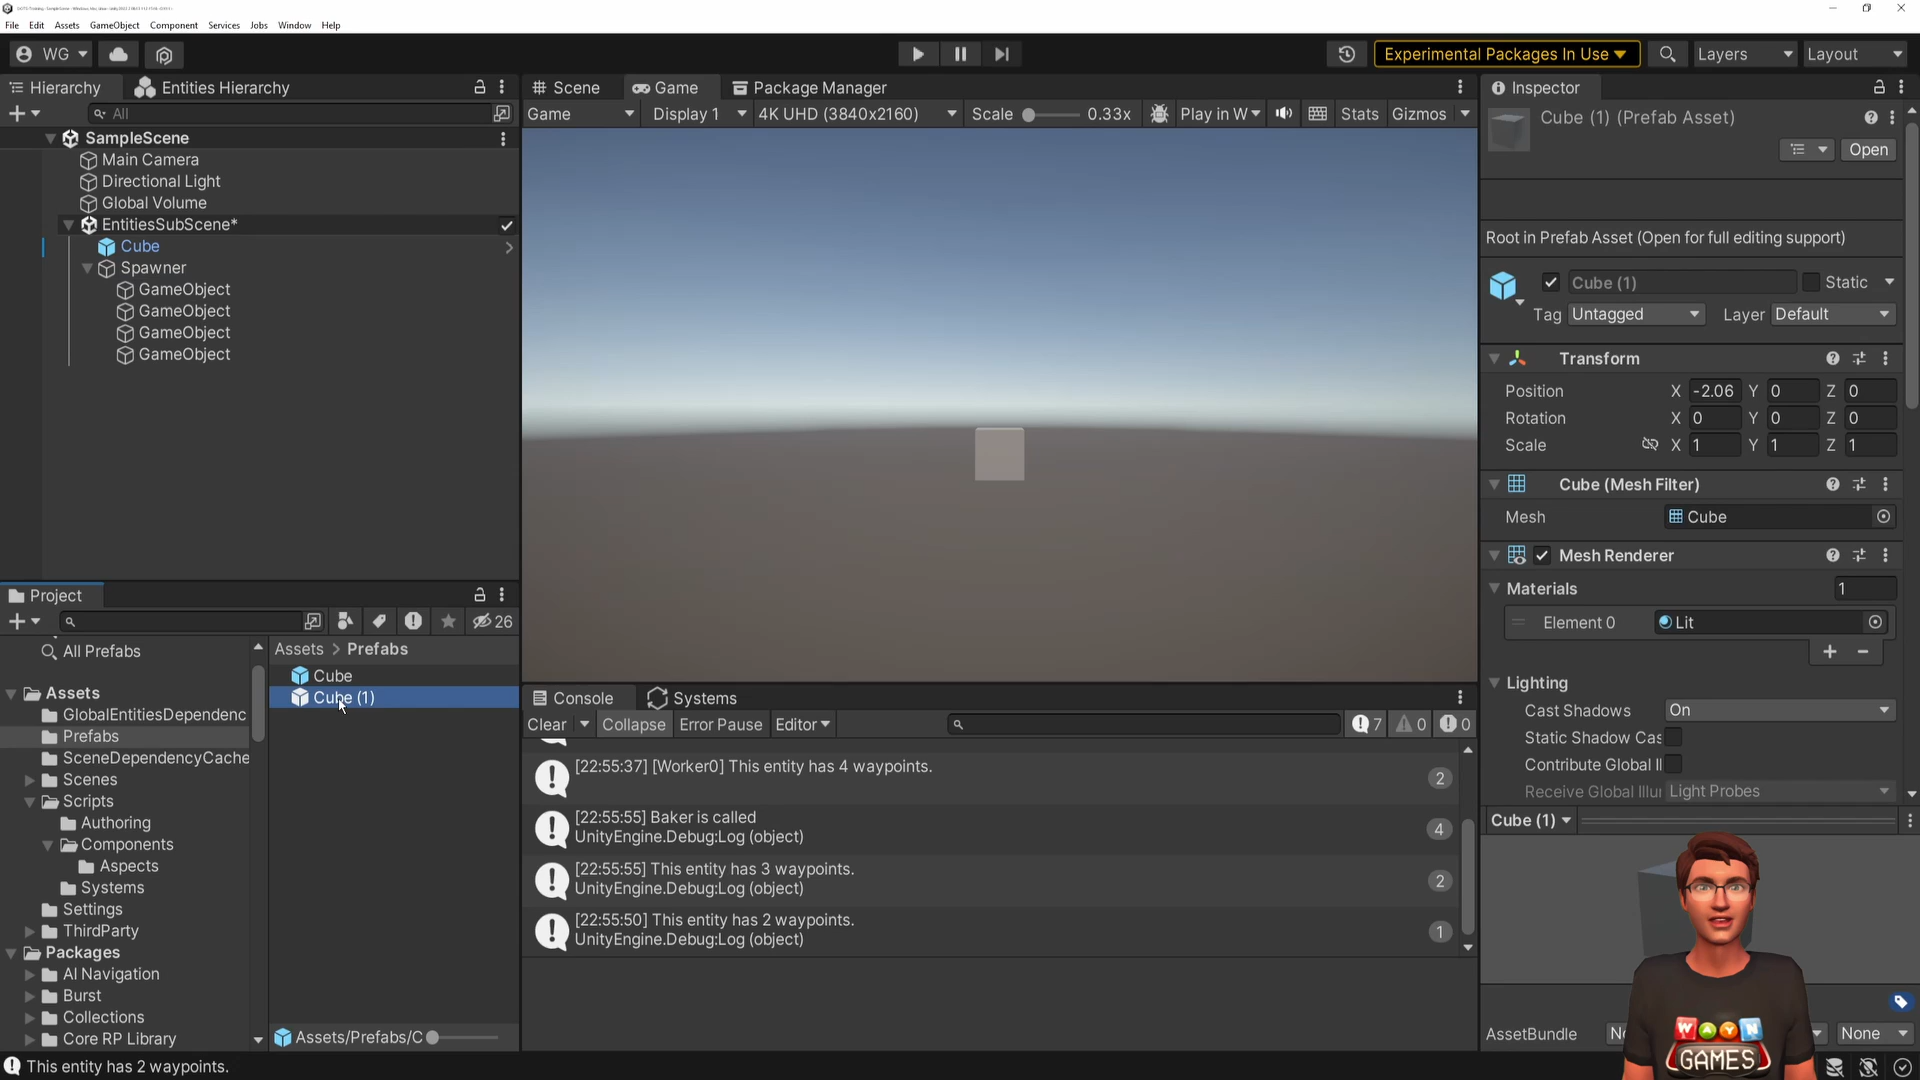 File Edit Assets GameObject Component Services Jobs Window Help
WG
Experimental Packages In Use
Layers
Layout
Hierarchy
Entities Hierarchy
All
SampleScene
Main Camera
Directional Light
Global Volume
EntitiesSubScene*
Cube
Spawner
GameObject
GameObject
GameObject
GameObject
Scene
Game
Package Manager
Game
Display 1
4K UHD (3840x2160)
Scale
0.33x
Play in W
Stats
Gizmos
Inspector
Cube (1) (Prefab Asset)
Open
Root in Prefab Asset (Open for full editing support)
Cube (1)
Static
Tag
Untagged
Layer
Default
Transform
Position X -2.06 Y 0 Z 0
Rotation X 0 Y 0 Z 0
Scale X 1 Y 1 Z 1
Cube (Mesh Filter)
Mesh
Cube
Mesh Renderer
Materials
1
Element 0
Lit
Lighting
Cast Shadows
On
Static Shadow Cas
Contribute Global Il
Receive Global Illur
Light Probes
Cube (1)
AssetBundle
None
Project
26
All Prefabs
Assets
GlobalEntitiesDependenc
Prefabs
SceneDependencyCache
Scenes
Scripts
Authoring
Components
Aspects
Systems
Settings
ThirdParty
Packages
AI Navigation
Burst
Collections
Core RP Library
Assets > Prefabs
Cube
Cube (1)
Assets/Prefabs/C
Console
Systems
Clear
Collapse
Error Pause
Editor
7
0
0
[22:55:37] [Worker0] This entity has 4 waypoints.
2
[22:55:55] Baker is called
UnityEngine.Debug:Log (object)
4
[22:55:55] This entity has 3 waypoints.
UnityEngine.Debug:Log (object)
2
[22:55:50] This entity has 2 waypoints.
UnityEngine.Debug:Log (object)
1
This entity has 2 waypoints.
WAYN
GAMES